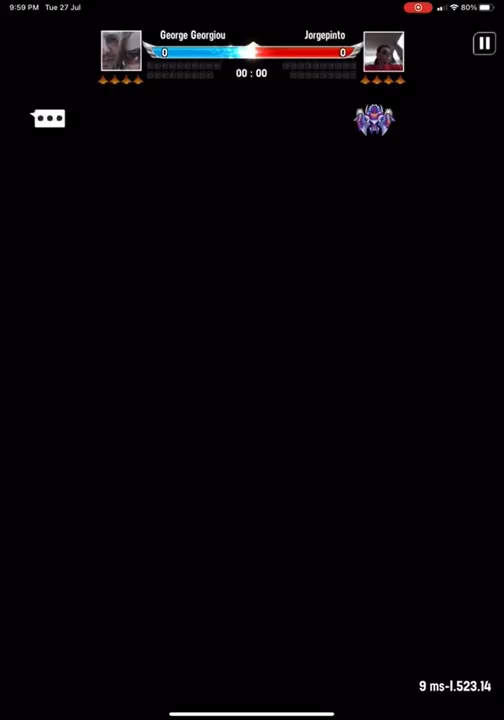 9:59 PM Tue 27 Jul
80%
George Georgiou
Jorgepinto
0
0
00 : 00
9 ms-1.523.14